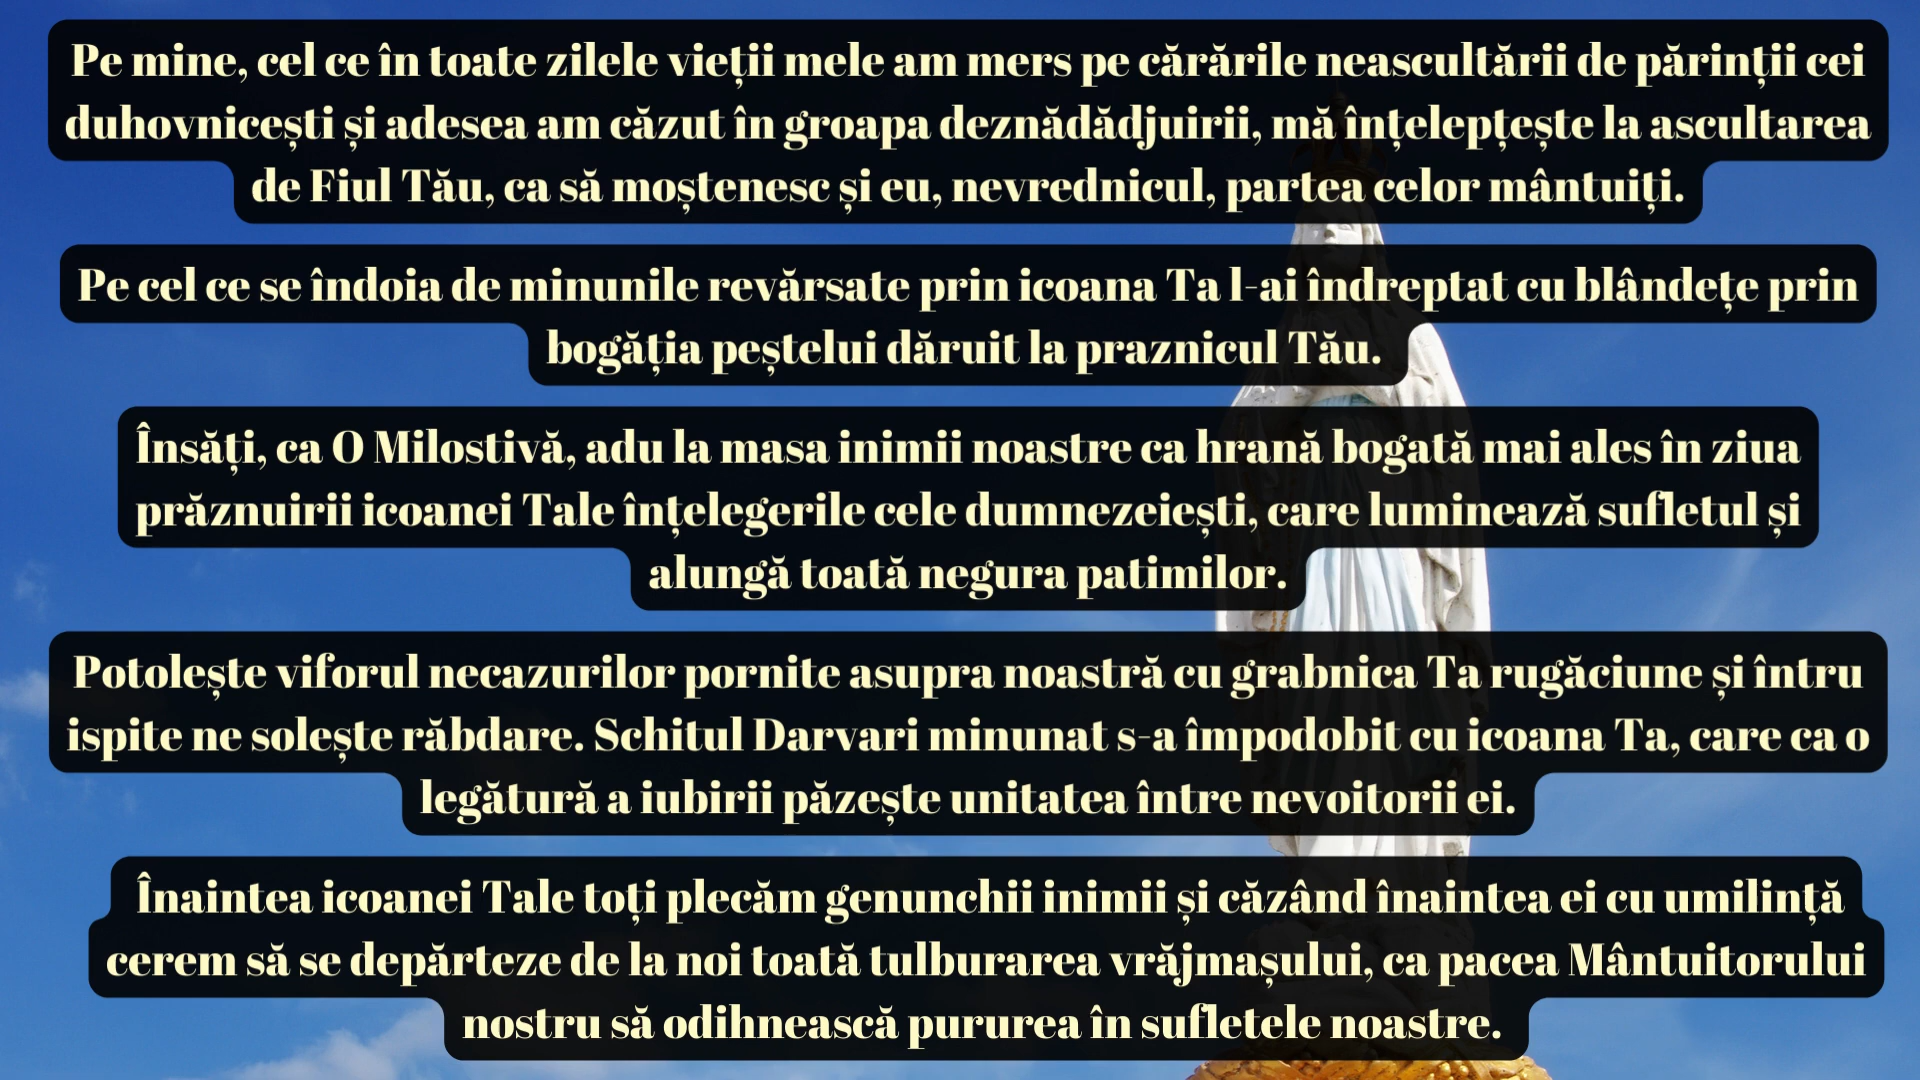 Pe mine, cel ce în toate zilele vieții mele am mers pe cărările neascultării de părinții cei
duhovnicești și adesea am căzut în groapa deznădădjuirii, mă înțelepțește la ascultarea
de Fiul Tău, ca să moștenesc și eu, nevrednicul, partea celor mântuiți.
Pe cel ce se îndoia de minunile revărsate prin icoana Ta l-ai îndreptat cu blândețe prin
bogăția peștelui dăruit la praznicul Tău.
Însăți, ca O Milostivă, adu la masa inimii noastre ca hrană bogată mai ales în ziua
prăznuirii icoanei Tale înțelegerile cele dumnezeiești, care luminează sufletul și
alungă toată negura patimilor.
Potolește viforul necazurilor pornite asupra noastră cu grabnica Ta rugăciune și întru
ispite ne solește răbdare. Schitul Darvari minunat s-a împodobit cu icoana Ta, care ca o
legătură a iubirii păzește unitatea între nevoitorii ei.
Înaintea icoanei Tale toți plecăm genunchii inimii și căzând înaintea ei cu umilință
cerem să se depărteze de la noi toată tulburarea vrăjmașului, ca pacea Mântuitorului
nostru să odihnească pururea în sufletele noastre.